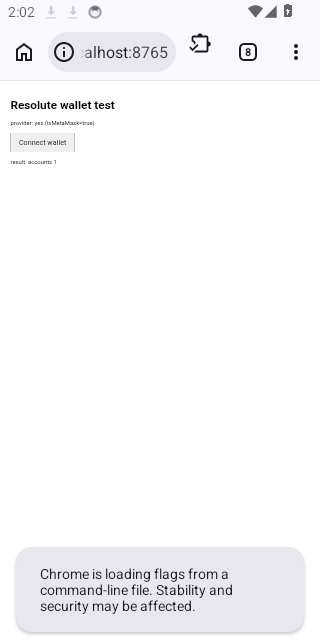 2:02
:alhost:8765
8
Resolute wallet test
provider: yes (isMetaMask=true)
Connect wallet
result: accounts 1
Chrome is loading flags from a
command-line file. Stability and
security may be affected.